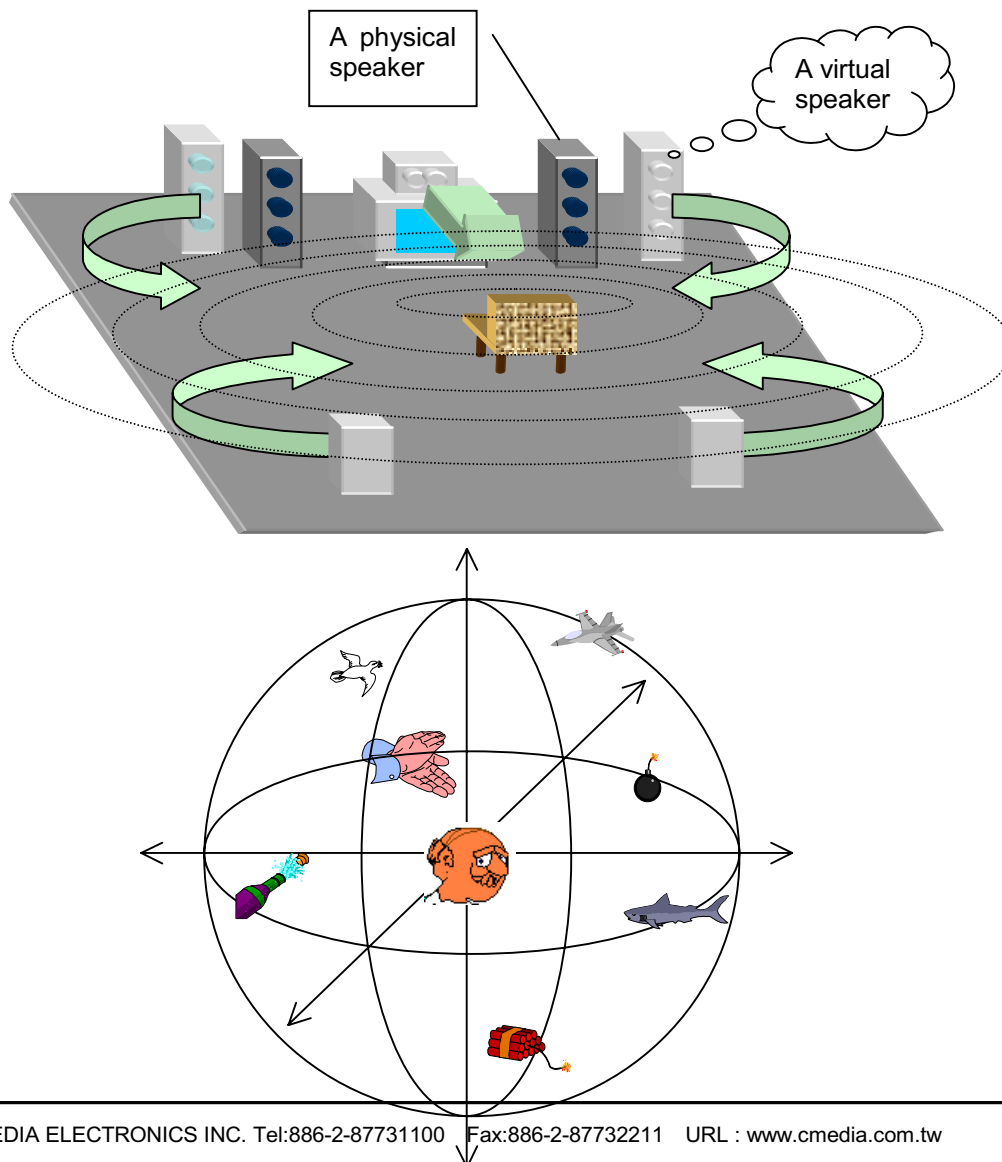 A physical
speaker
A virtual
speaker
EDIA ELECTRONICS INC. Tel:886-2-87731100 Fax:886-2-87732211 URL : www.cmedia.com.tw